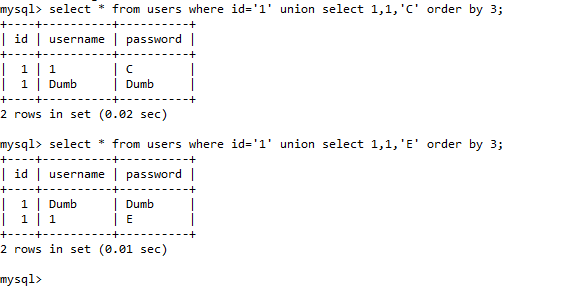 mysql> select * from users where id='1' union select 1,1,'C' order by 3;
+----+----------+----------+
| id | username | password |
+----+----------+----------+
|  1 | 1        | C        |
|  1 | Dumb     | Dumb     |
+----+----------+----------+
2 rows in set (0.02 sec)

mysql> select * from users where id='1' union select 1,1,'E' order by 3;
+----+----------+----------+
| id | username | password |
+----+----------+----------+
|  1 | Dumb     | Dumb     |
|  1 | 1        | E        |
+----+----------+----------+
2 rows in set (0.01 sec)

mysql>